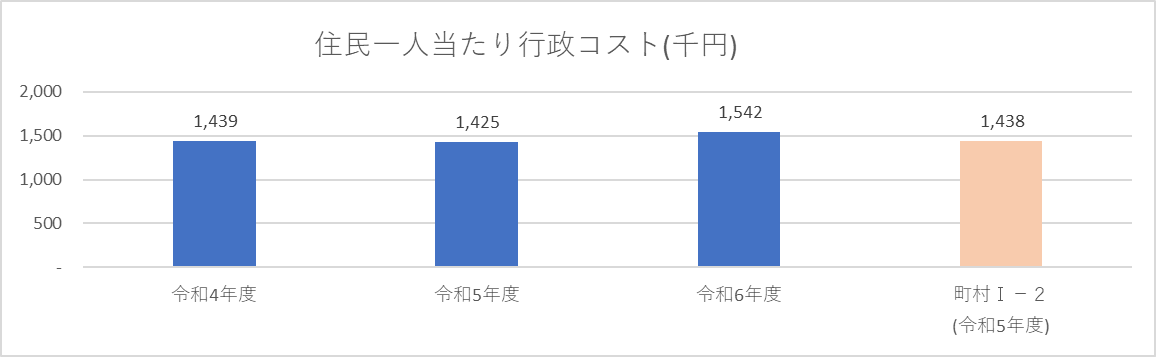 住民一人当たり行政コスト(千円)
2,000
1,500
1,000
500
-
1,439
1,425
1,542
1,438
令和4年度
令和5年度
令和6年度
町村Ⅰ－２
(令和5年度)